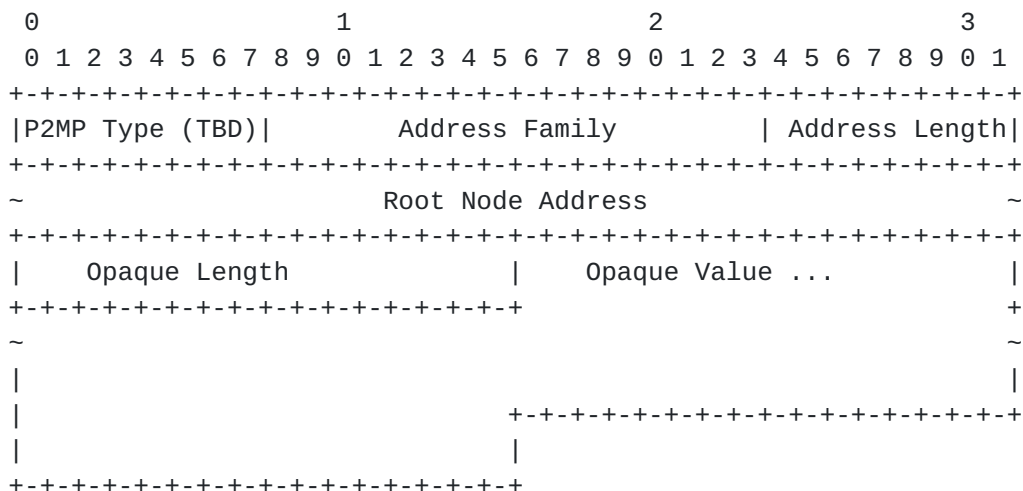 0                   1                   2                   3
 0 1 2 3 4 5 6 7 8 9 0 1 2 3 4 5 6 7 8 9 0 1 2 3 4 5 6 7 8 9 0 1
+-+-+-+-+-+-+-+-+-+-+-+-+-+-+-+-+-+-+-+-+-+-+-+-+-+-+-+-+-+-+-+-+
|P2MP Type (TBD)|        Address Family         | Address Length|
+-+-+-+-+-+-+-+-+-+-+-+-+-+-+-+-+-+-+-+-+-+-+-+-+-+-+-+-+-+-+-+-+
~                       Root Node Address                       ~
+-+-+-+-+-+-+-+-+-+-+-+-+-+-+-+-+-+-+-+-+-+-+-+-+-+-+-+-+-+-+-+-+
|    Opaque Length              |    Opaque Value ...           |
+-+-+-+-+-+-+-+-+-+-+-+-+-+-+-+-+                               +
~                                                               ~
|                                                               |
|                               +-+-+-+-+-+-+-+-+-+-+-+-+-+-+-+-+
|                               |
+-+-+-+-+-+-+-+-+-+-+-+-+-+-+-+-+